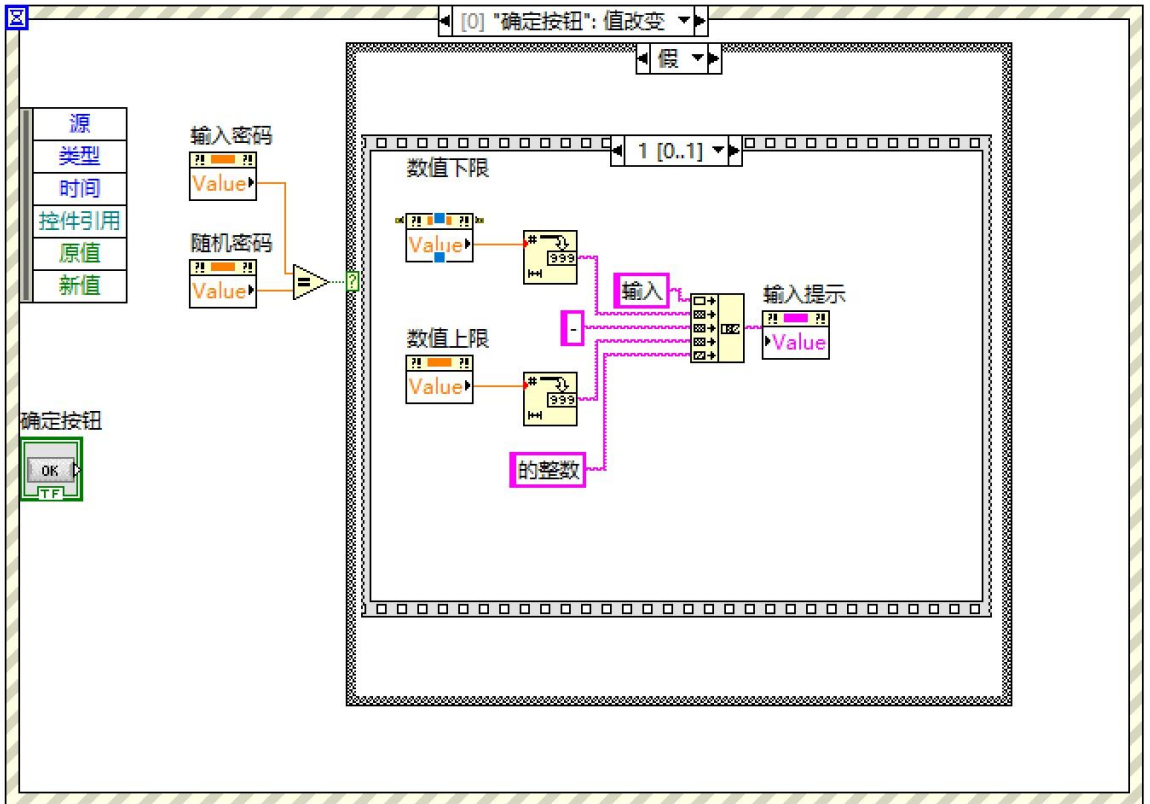 [0] "确定按钮": 值改变
假
源
类型
时间
控件引用
原值
新值
输入密码
Value
随机密码
Value
=
?
确定按钮
OK
TF
1 [0..1]
数值下限
?! ?!
Value
#
999
输入
-
数值上限
?! ?!
Value
#
999
的整数
输入提示
?! ?!
Value